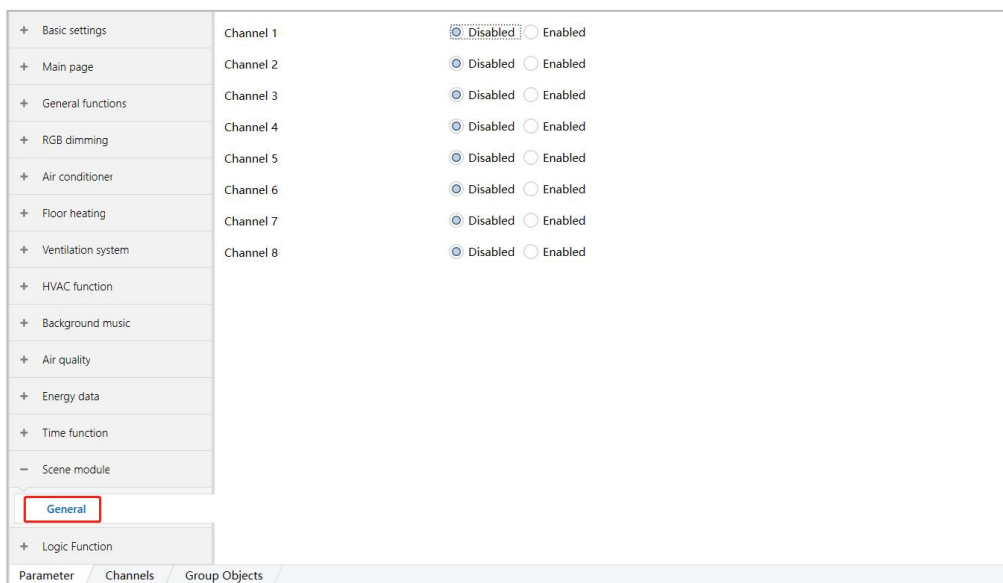 + Basic settings
+ Main page
+ General functions
+ RGB dimming
+ Air conditioner
+ Floor heating
+ Ventilation system
+ HVAC function
+ Background music
+ Air quality
+ Energy data
+ Time function
− Scene module
General
+ Logic Function
Channel 1 Disabled Enabled
Channel 2 Disabled Enabled
Channel 3 Disabled Enabled
Channel 4 Disabled Enabled
Channel 5 Disabled Enabled
Channel 6 Disabled Enabled
Channel 7 Disabled Enabled
Channel 8 Disabled Enabled
Parameter Channels Group Objects